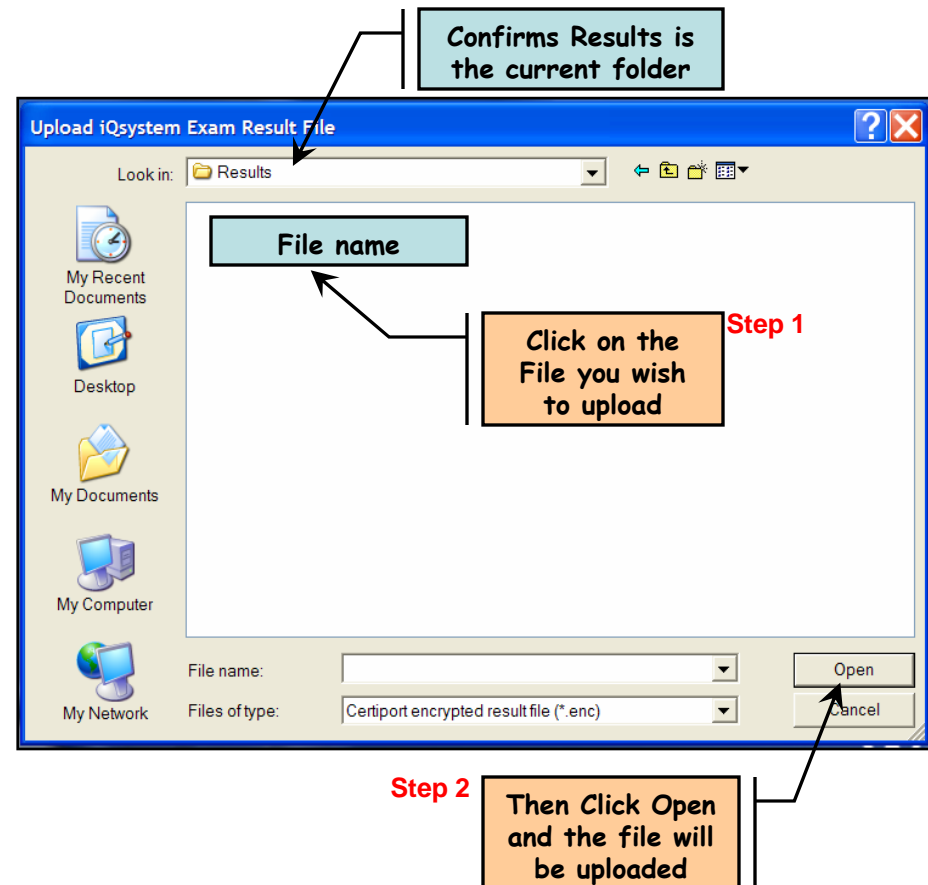 Confirms Results is
the current folder
Upload iQsystem Exam Result File
Look in:
Results
File name
My Recent
Documents
Step 1
Click on the
File you wish
to upload
Desktop
My Documents
My Computer
File name:
Open
My Network
Files of type:
Certiport encrypted result file (*.enc)
Cancel
Step 2
Then Click Open
and the file will
be uploaded